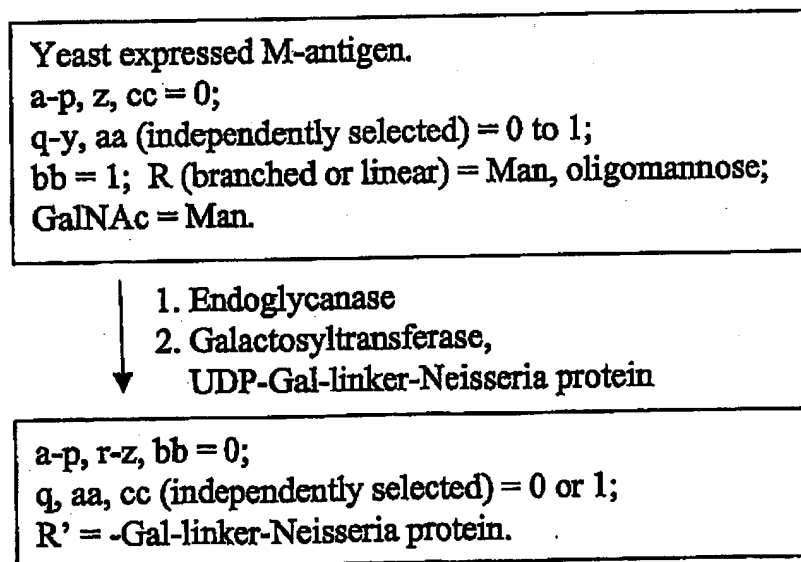 Yeast expressed M-antigen.
a-p, z, cc = 0;
q-y, aa (independently selected) = 0 to 1;
bb = 1; R (branched or linear) = Man, oligomannose;
GalNAc = Man.
1. Endoglycanase
2. Galactosyltransferase,
UDP-Gal-linker-Neisseria protein
a-p, r-z, bb = 0;
q, aa, cc (independently selected) = 0 or 1;
R’ = -Gal-linker-Neisseria protein.